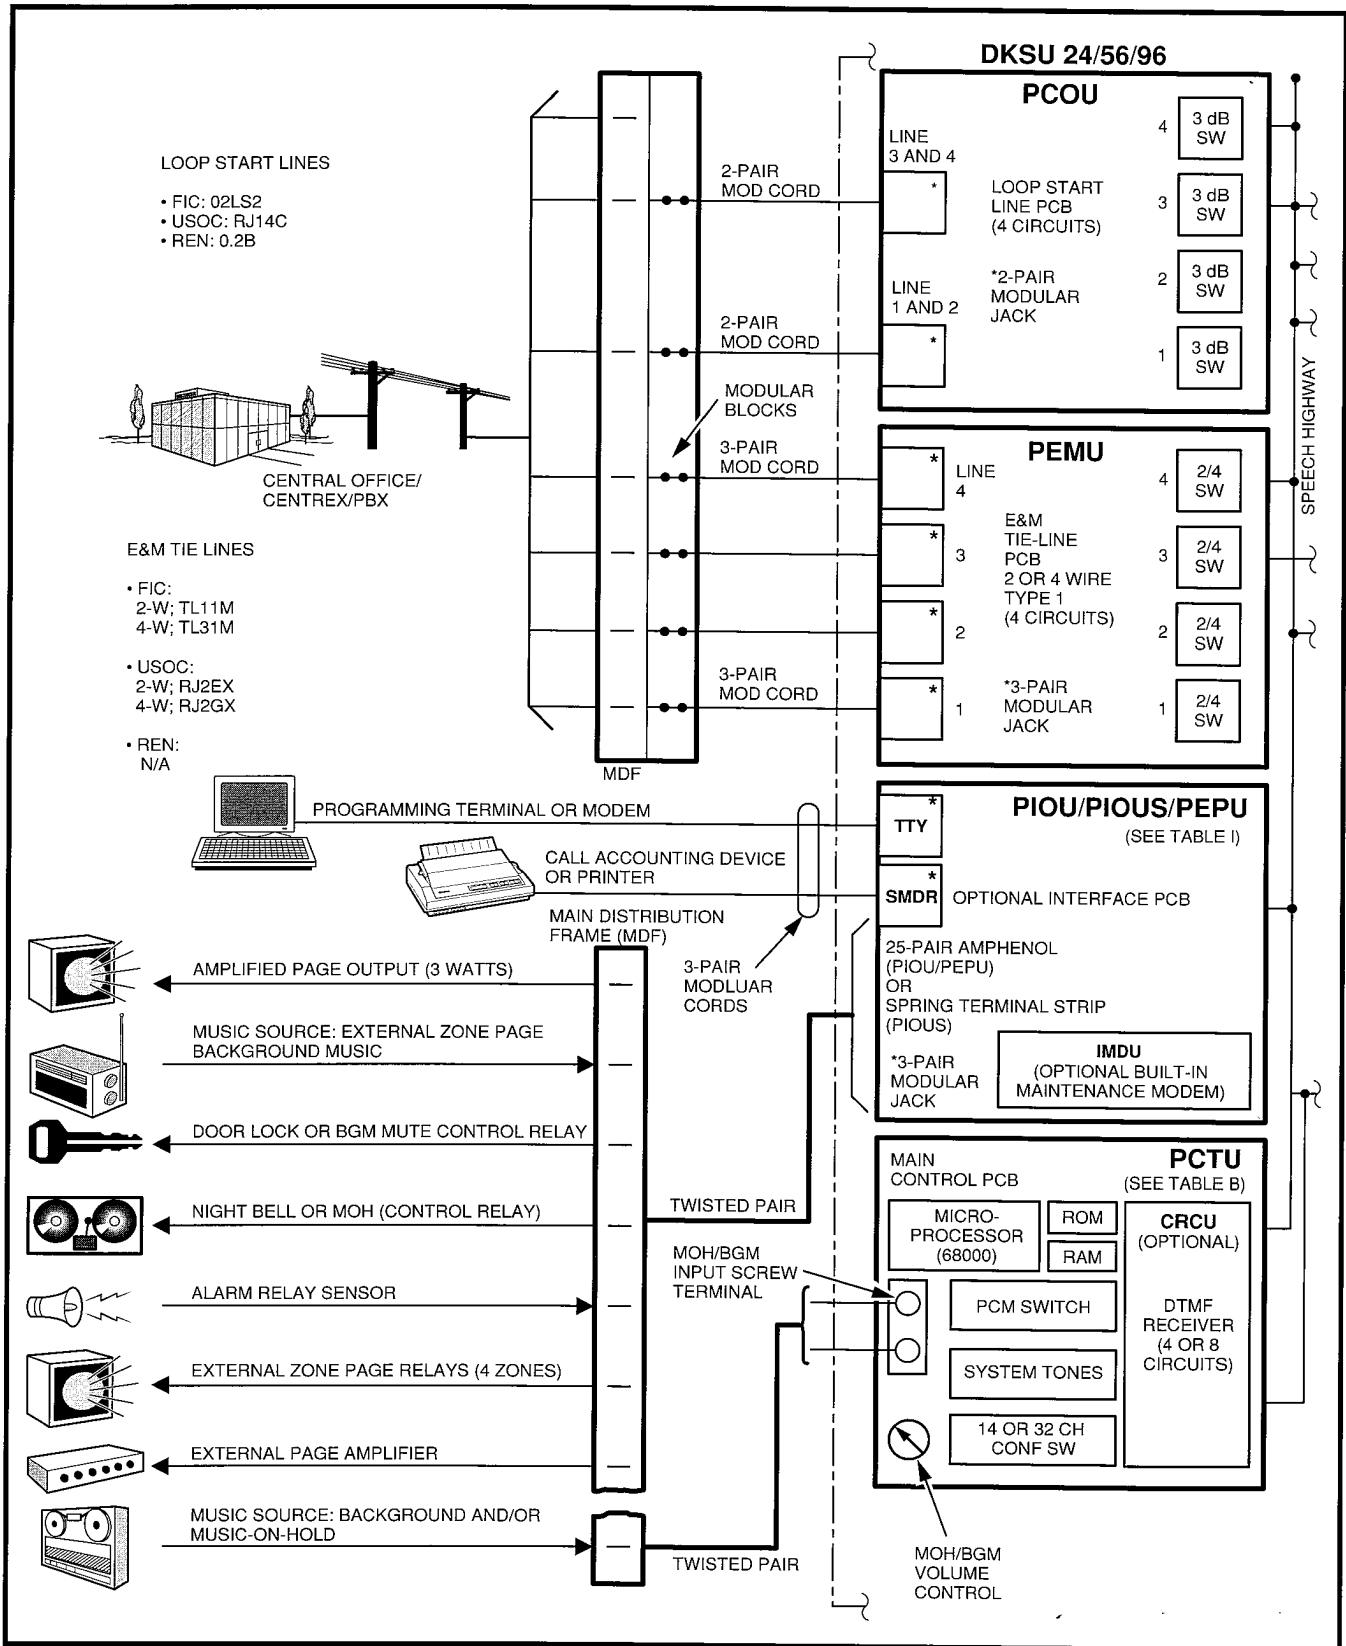 DKSU 24/56/96
PCOU
LOOP START LINES
• FIC: 02LS2
• USOC: RJ14C
• REN: 0.2B
2-PAIR
MOD CORD
LINE
3 AND 4
*
LOOP START
LINE PCB
(4 CIRCUITS)
4
3 dB
SW
3
3 dB
SW
2-PAIR
MOD CORD
LINE
1 AND 2
*
*2-PAIR
MODULAR
JACK
2
3 dB
SW
1
3 dB
SW
SPEECH HIGHWAY
MODULAR
BLOCKS
CENTRAL OFFICE/
CENTREX/PBX
3-PAIR
MOD CORD
PEMU
*
LINE
4
*
3
*
2
*
1
E&M
TIE-LINE
PCB
2 OR 4 WIRE
TYPE 1
(4 CIRCUITS)
*3-PAIR
MODULAR
JACK
4
2/4
SW
3
2/4
SW
2
2/4
SW
1
2/4
SW
3-PAIR
MOD CORD
E&M TIE LINES
• FIC:
2-W; TL11M
4-W; TL31M
• USOC:
2-W; RJ2EX
4-W; RJ2GX
• REN:
N/A
MDF
PROGRAMMING TERMINAL OR MODEM
CALL ACCOUNTING DEVICE
OR PRINTER
3-PAIR
MODLUAR
CORDS
PIOU/PIOUS/PEPU
(SEE TABLE I)
*
TTY
*
SMDR
OPTIONAL INTERFACE PCB
25-PAIR AMPHENOL
(PIOU/PEPU)
OR
SPRING TERMINAL STRIP
(PIOUS)
*3-PAIR
MODULAR
JACK
IMDU
(OPTIONAL BUILT-IN
MAINTENANCE MODEM)
MAIN DISTRIBUTION
FRAME (MDF)
AMPLIFIED PAGE OUTPUT (3 WATTS)
MUSIC SOURCE: EXTERNAL ZONE PAGE
BACKGROUND MUSIC
DOOR LOCK OR BGM MUTE CONTROL RELAY
NIGHT BELL OR MOH (CONTROL RELAY)
ALARM RELAY SENSOR
EXTERNAL ZONE PAGE RELAYS (4 ZONES)
EXTERNAL PAGE AMPLIFIER
MUSIC SOURCE: BACKGROUND AND/OR
MUSIC-ON-HOLD
TWISTED PAIR
MOH/BGM
INPUT SCREW
TERMINAL
TWISTED PAIR
MAIN
CONTROL PCB
PCTU
(SEE TABLE B)
MICRO-
PROCESSOR
(68000)
ROM
RAM
CRCU
(OPTIONAL)
DTMF
RECEIVER
(4 OR 8
CIRCUITS)
PCM SWITCH
SYSTEM TONES
14 OR 32 CH
CONF SW
MOH/BGM
VOLUME
CONTROL